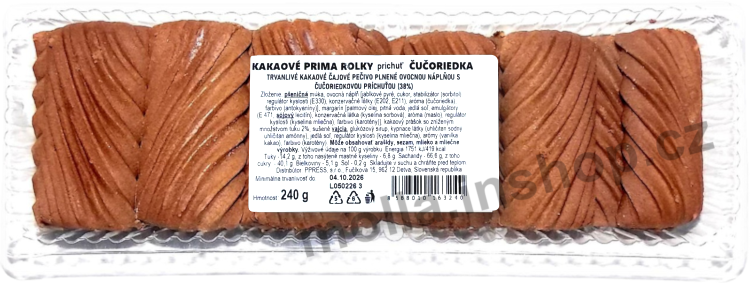 KAKAOVÉ PRIMA ROLKY príchuť ČUČORIEDKA
TRVANLIVÉ KAKAOVÉ ČAJOVÉ PEČIVO PLNENÉ OVOCNOU NÁPLŇOU S
ČUČORIEDKOVOU PRÍCHUŤOU (38%)
Zloženie: pšeničná múka, ovocná náplň [jablkové pyré, cukor, stabilizátor (sorbitol),
regulátor kyslosti (E330), konzervačné látky (E202, E211), aróma (čučoriedka),
farbivo (antokyaníny)], margarín [palmový olej, pitná voda, jedlá soľ, emulgátory
(E 471, sójový lecitín), konzervačná látka (kyselina sorbová), aróma (maslo), regulátor
kyslosti (kyselina mliečna), farbivo (karotény)], kakaový prášok so zníženým
množstvom tuku 2%, sušené vajcia, glukózový sirup, kypriace látky (uhličitan sodný
uhličitan amónny), jedlá soľ, regulátor kyslosti (kyselina mliečna), arómy (vanilka
kakao), farbivo (karotény). Môže obsahovať arašidy, sezam, mlieko a mliečne
výrobky. Výživové údaje na 100 g výrobku: Energia 1751 kJ/419 kcal
Tuky - 14,2 g, z toho nasýtené mastné kyseliny - 6,8 g, Sacharidy - 66,6 g, z toho
cukry - 40,1 g, Bielkoviny - 5,1 g, Soľ - 0,2 g. Skladujte v suchu a chráňte pred teplom
Distribútor: PPRESS, s.r.o., Fučíkova 15, 962 12 Detva, Slovenská republika
Minimálna trvanlivosť do 04.10.2026
L050226 3
Hmotnosť 240 g
molla.inshop.cz